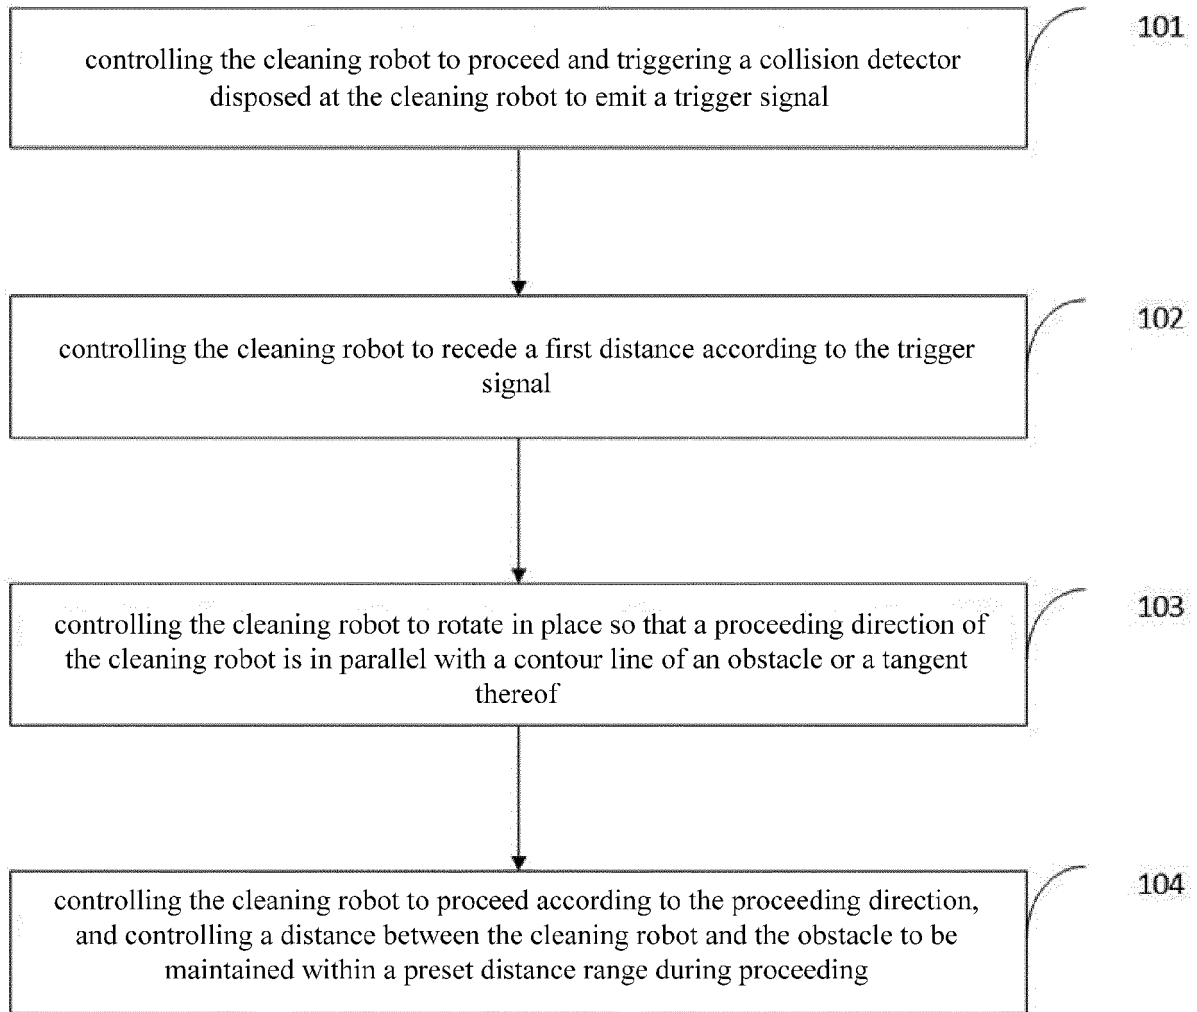 101
controlling the cleaning robot to proceed and triggering a collision detector
disposed at the cleaning robot to emit a trigger signal
102
controlling the cleaning robot to recede a first distance according to the trigger
signal
103
controlling the cleaning robot to rotate in place so that a proceeding direction of
the cleaning robot is in parallel with a contour line of an obstacle or a tangent
thereof
104
controlling the cleaning robot to proceed according to the proceeding direction,
and controlling a distance between the cleaning robot and the obstacle to be
maintained within a preset distance range during proceeding